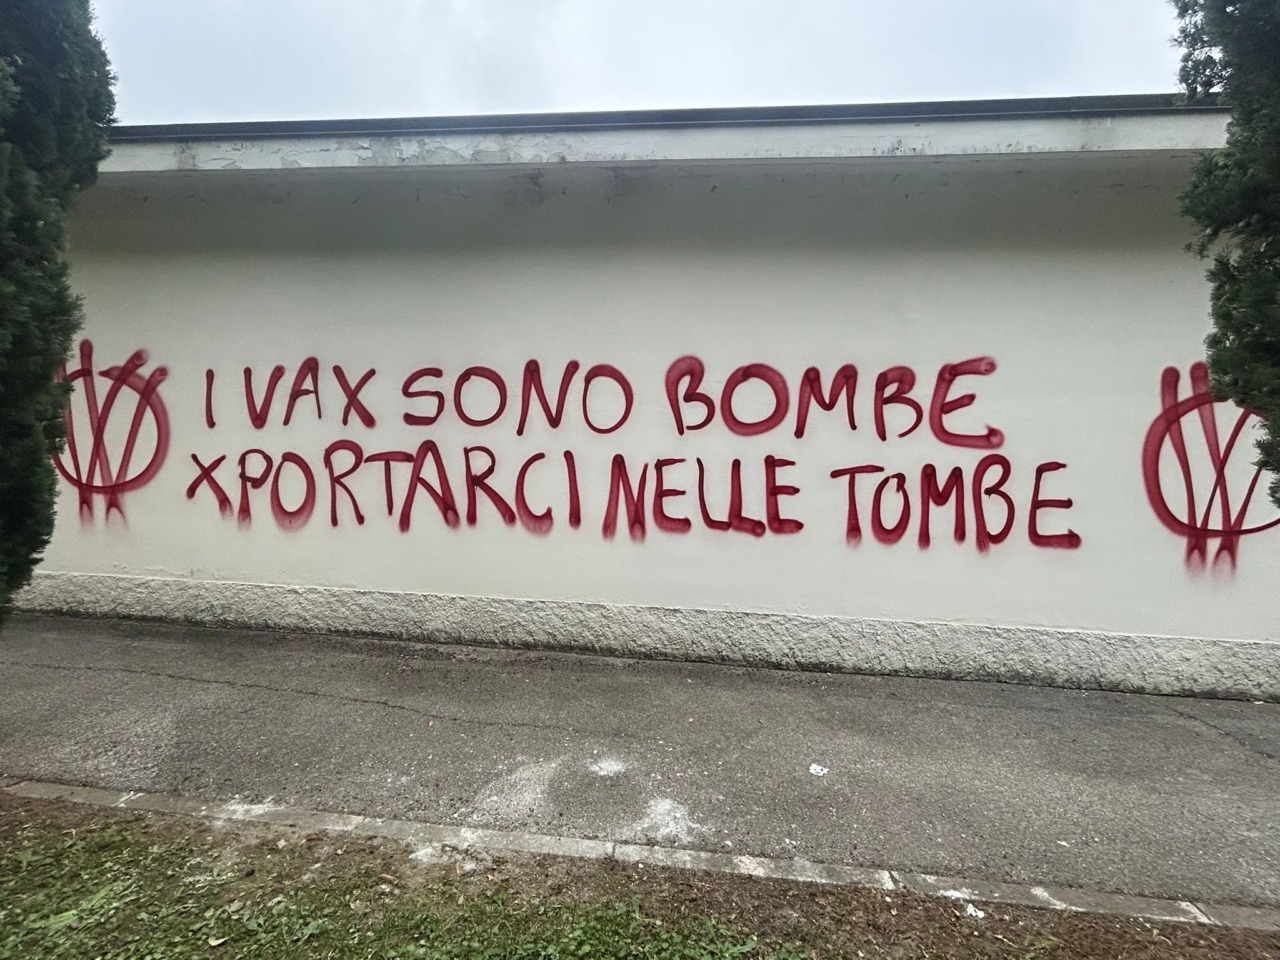 I VAX SONO BOMBE
XPORTARCI NELLE TOMBE